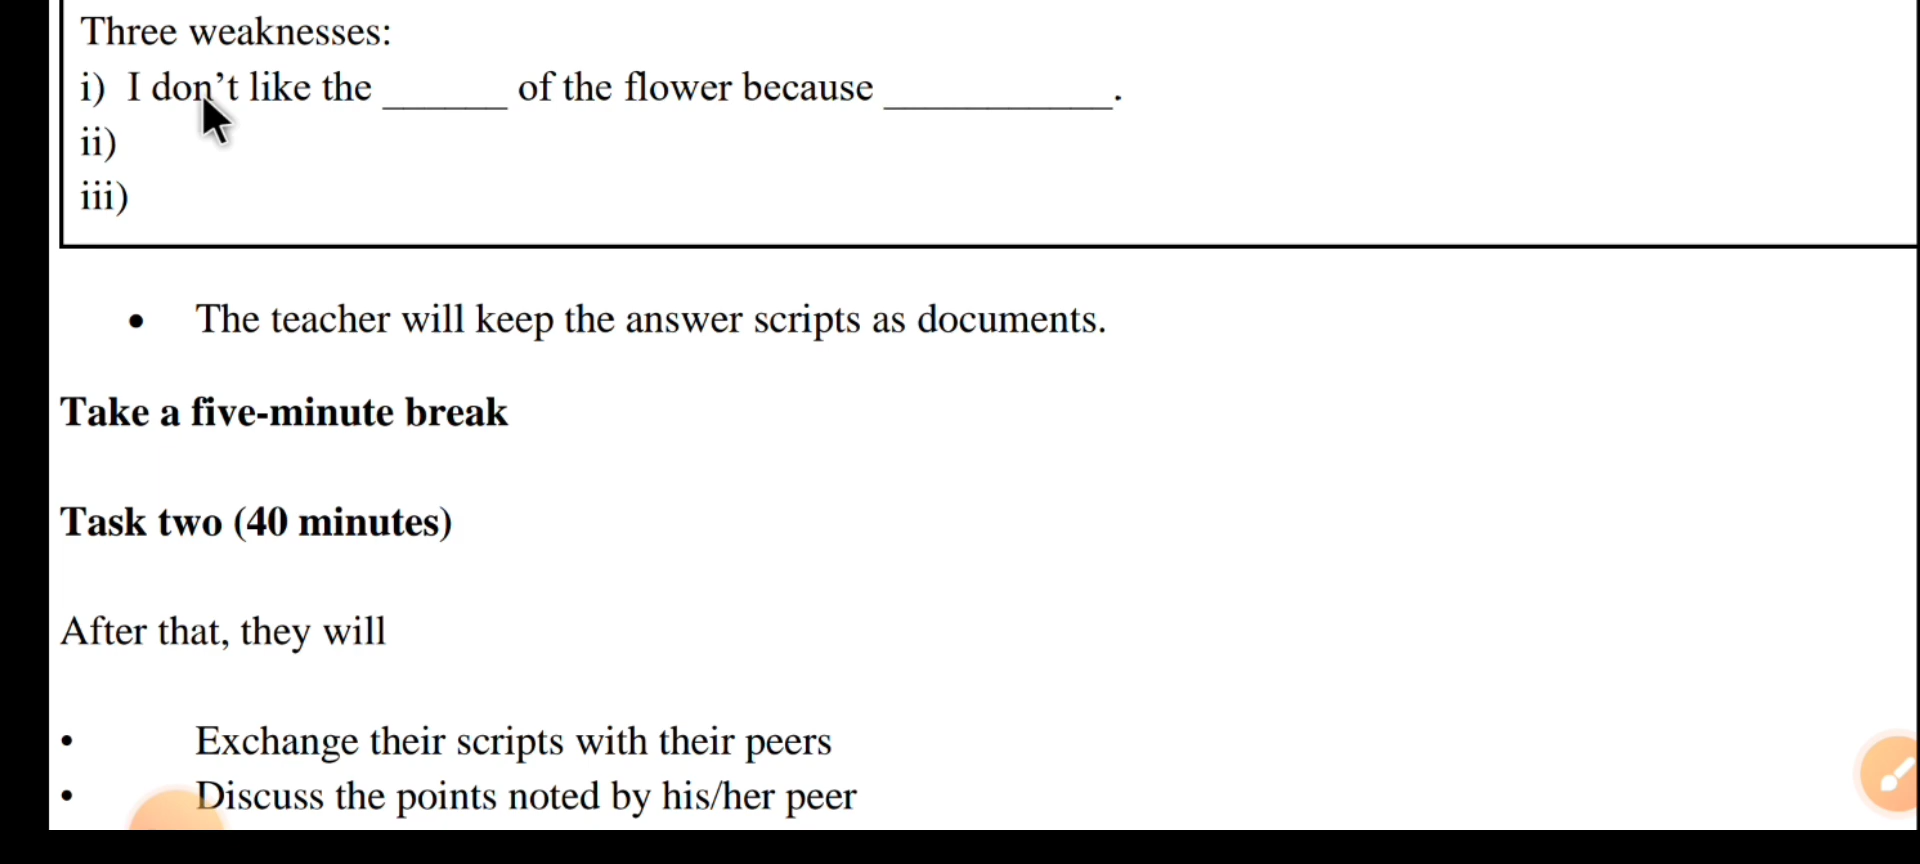 Three weaknesses:
i) I don’t like the ______ of the flower because ___________.
ii)
iii)
• The teacher will keep the answer scripts as documents.
Take a five-minute break
Task two (40 minutes)
After that, they will
• Exchange their scripts with their peers
• Discuss the points noted by his/her peer